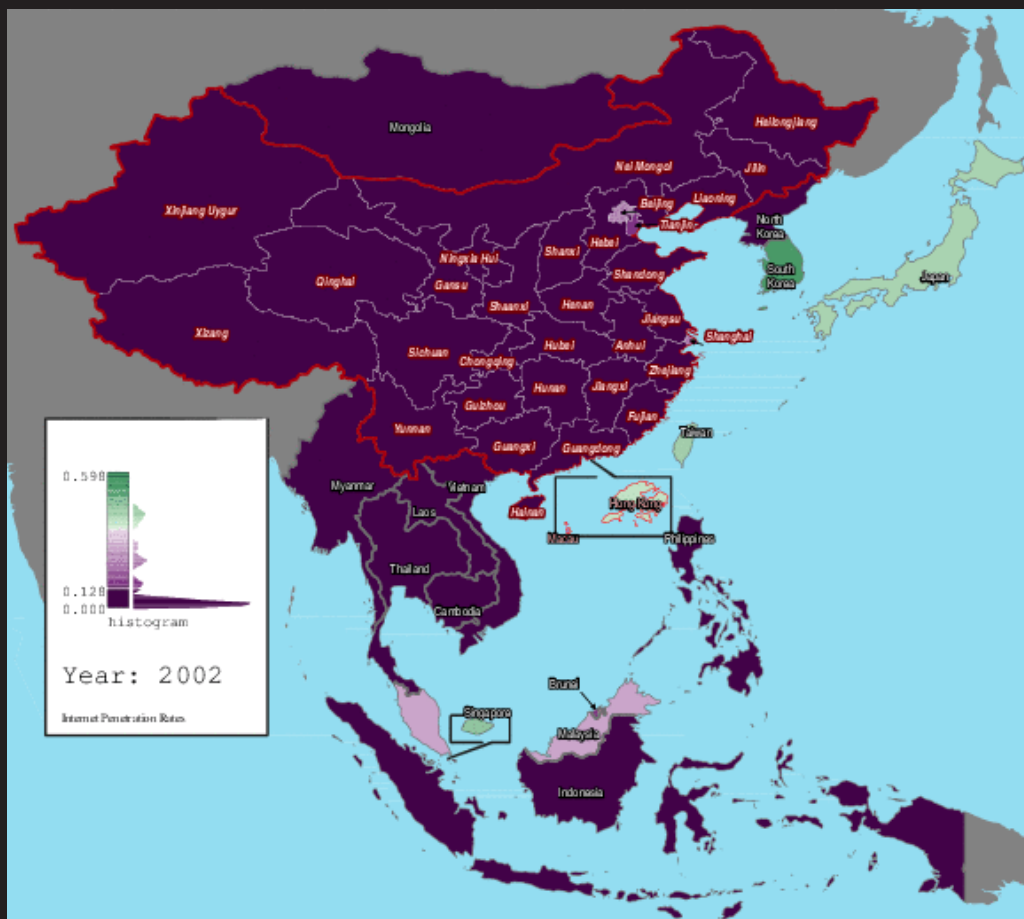 Mongolia
Heilongjiang
Nei Mongol
Jilin
Xinjiang Uygur
Beijing
Liaoning
Tianjin
North
Korea
Ningxia Hui
Shanxi
Hebei
Qinghai
Gansu
Shandong
South
Korea
Japan
Shaanxi
Henan
Jiangsu
Xizang
Shanghai
Sichuan
Chongqing
Hubei
Anhui
Zhejiang
Hunan
Jiangxi
Guizhou
Fujian
Yunnan
Guangxi
Guangdong
Taiwan
Myanmar
Vietnam
Laos
Hainan
Hong Kong
Macau
Philippines
Thailand
Cambodia
Brunei
Singapore
Malaysia
Indonesia
0.598
0.128
0.000
histogram
Year: 2002
Internet Penetration Rates